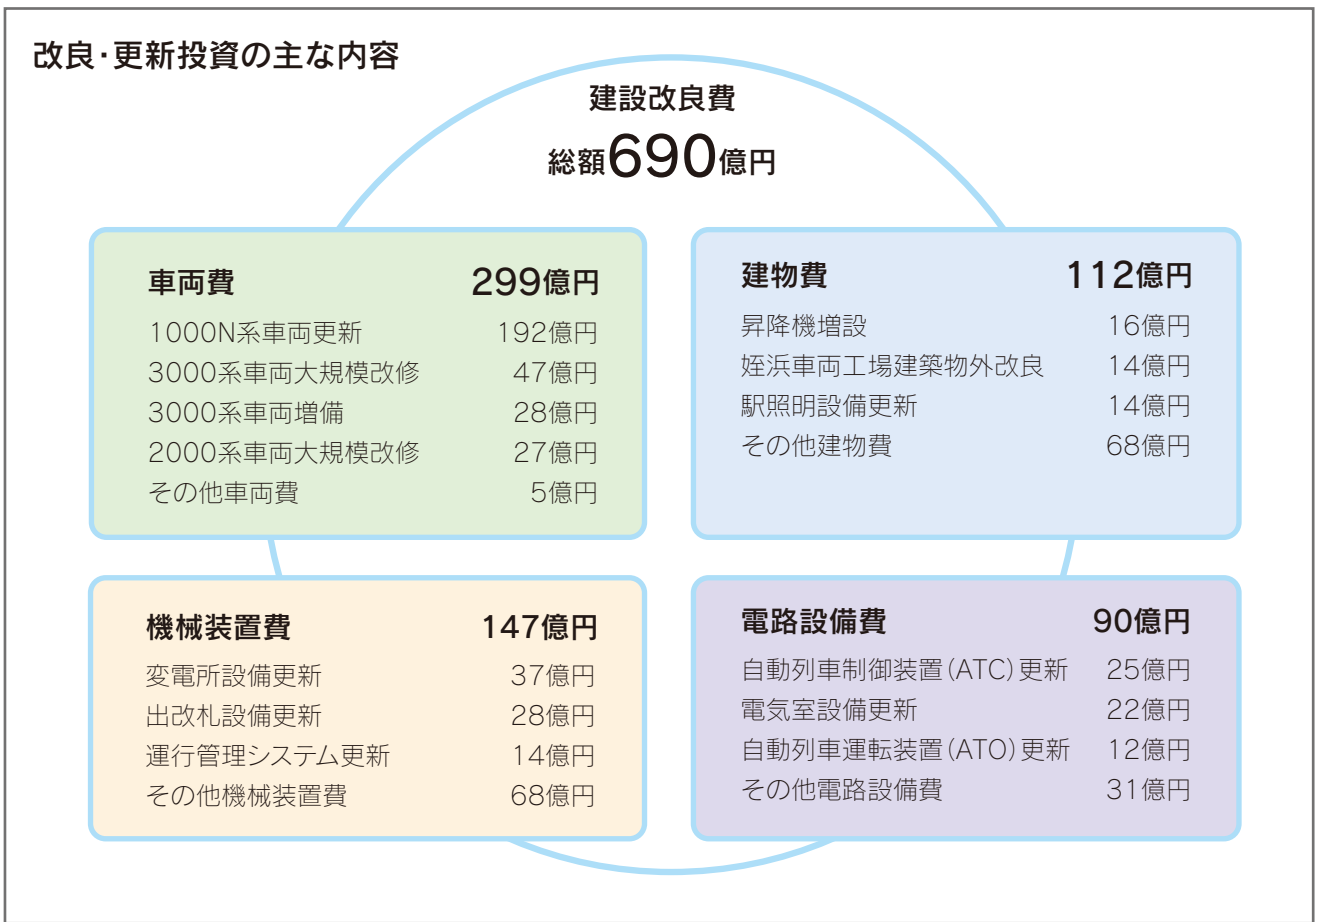 改良・更新投資の主な内容
建設改良費
総額690億円
車両費 299億円
1000N系車両更新 192億円
3000系車両大規模改修 47億円
3000系車両増備 28億円
2000系車両大規模改修 27億円
その他車両費 5億円
建物費 112億円
昇降機増設 16億円
姪浜車両工場建築物外改良 14億円
駅照明設備更新 14億円
その他建物費 68億円
機械装置費 147億円
変電所設備更新 37億円
出改札設備更新 28億円
運行管理システム更新 14億円
その他機械装置費 68億円
電路設備費 90億円
自動列車制御装置(ATC)更新 25億円
電気室設備更新 22億円
自動列車運転装置(ATO)更新 12億円
その他電路設備費 31億円